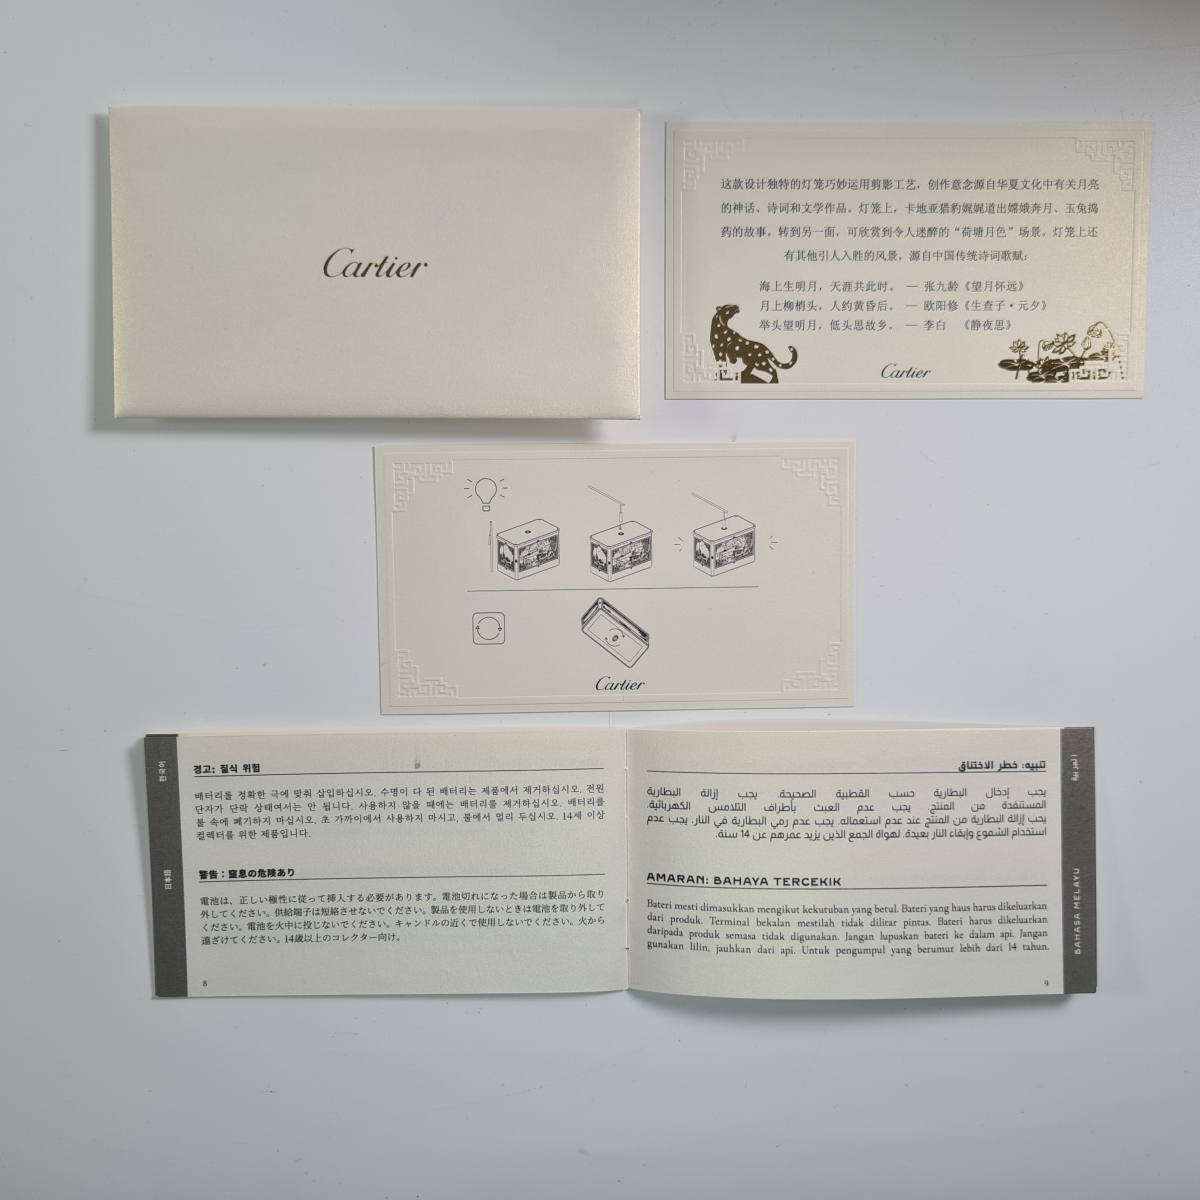 Cartier
这款设计独特的灯笼巧妙运用剪影工艺，创作意念源自华夏文化中有关月亮
的神话、诗词和文学作品。灯笼上，卡地亚猎豹娓娓道出嫦娥奔月、玉兔捣
药的故事。转到另一面，可欣赏到令人迷醉的“荷塘月色”场景。灯笼上还
有其他引人入胜的风景，源自中国传统诗词歌赋:
海上生明月，天涯共此时。 — 张九龄《望月怀远》
月上柳梢头，人约黄昏后。 — 欧阳修《生查子·元夕》
举头望明月，低头思故乡。 — 李白 《静夜思》
Cartier
Cartier
한국어
경고: 질식 위험
배터리를 정확한 극에 맞춰 삽입하십시오. 수명이 다 된 배터리는 제품에서 제거하십시오. 전원
단자가 단락 상태여서는 안 됩니다. 사용하지 않을 때에는 배터리를 제거하십시오. 배터리를
불 속에 폐기하지 마십시오. 초 가까이에서 사용하지 마시고, 불에서 멀리 두십시오. 14세 이상
컬렉터를 위한 제품입니다.
日本語
警告：窒息の危険あり
電池は、正しい極性に従って挿入する必要があります。電池切れになった場合は製品から取り
外してください。供給端子は短絡させないでください。製品を使用しないときは電池を取り外して
ください。電池を火中に投じないでください。キャンドルの近くで使用しないでください。火から
遠ざけてください。14歳以上のコレクター向け。
8
العربية
تنبيه: خطر الاختناق
يجب إدخال البطارية حسب القطبية الصحيحة. يجب إزالة البطارية
المستنفدة من المنتج. يجب عدم العبث بأطراف التلامس الكهربائية.
يجب إزالة البطارية من المنتج عند عدم استعماله. يجب عدم رمي البطارية في النار. يجب عدم
استخدام الشموع وإبقاء النار بعيدة. لهواة الجمع الذين يزيد عمرهم عن 14 سنة.
BAHASA MELAYU
AMARAN: BAHAYA TERCEKIK
Bateri mesti dimasukkan mengikut kekutuban yang betul. Bateri yang haus harus dikeluarkan
dari produk. Terminal bekalan mestilah tidak dilitar pintas. Bateri harus dikeluarkan
daripada produk semasa tidak digunakan. Jangan lupuskan bateri ke dalam api. Jangan
gunakan lilin, jauhkan dari api. Untuk pengumpul yang berumur lebih dari 14 tahun.
9